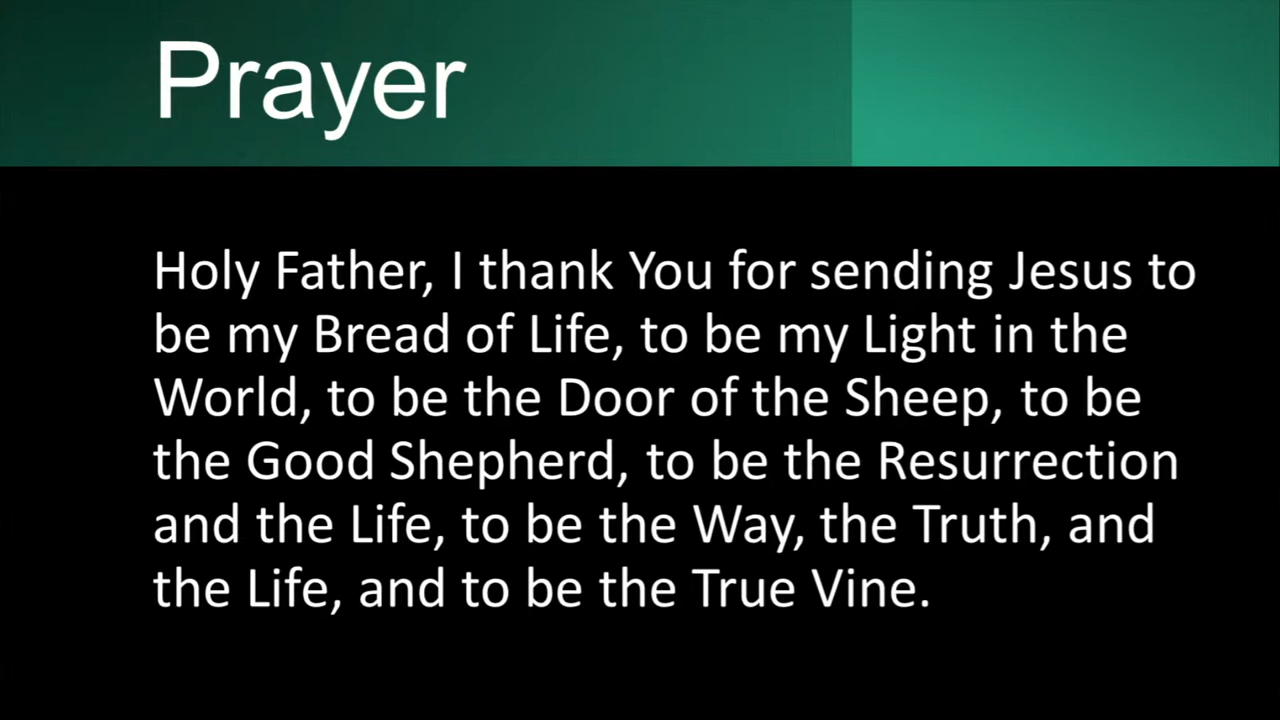 Prayer
Holy Father, I thank You for sending Jesus to
be my Bread of Life, to be my Light in the
World, to be the Door of the Sheep, to be
the Good Shepherd, to be the Resurrection
and the Life, to be the Way, the Truth, and
the Life, and to be the True Vine.